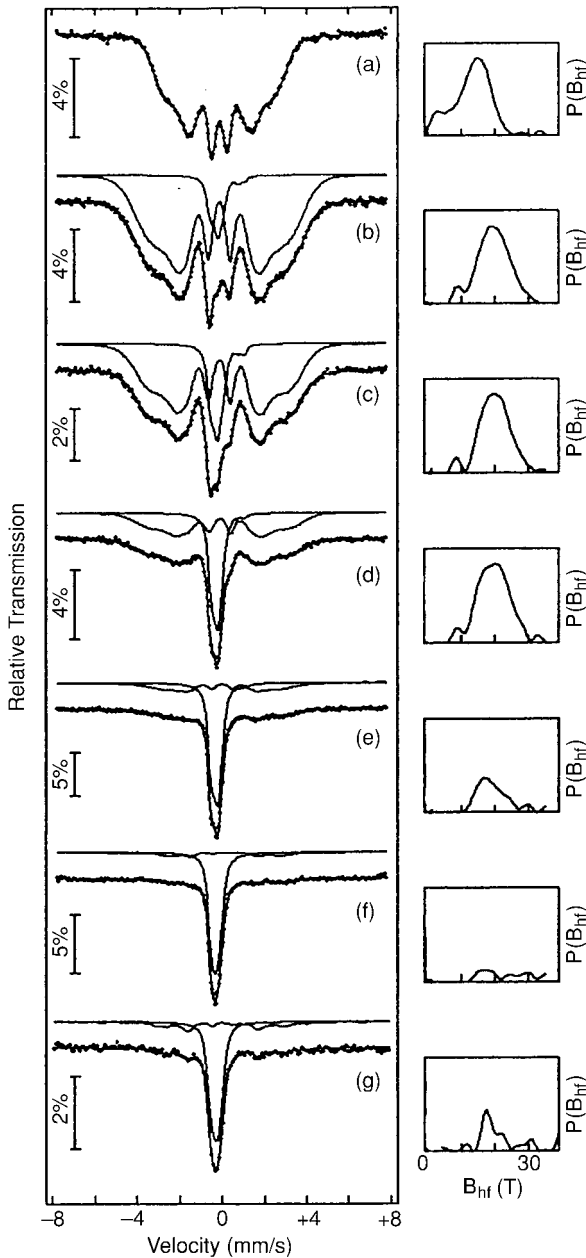 Relative Transmission
(a)
4%
P(B_hf)
(b)
4%
P(B_hf)
(c)
2%
P(B_hf)
(d)
4%
P(B_hf)
(e)
5%
P(B_hf)
(f)
5%
P(B_hf)
(g)
2%
P(B_hf)
0 30
B_hf (T)
−8 −4 0 +4 +8
Velocity (mm/s)